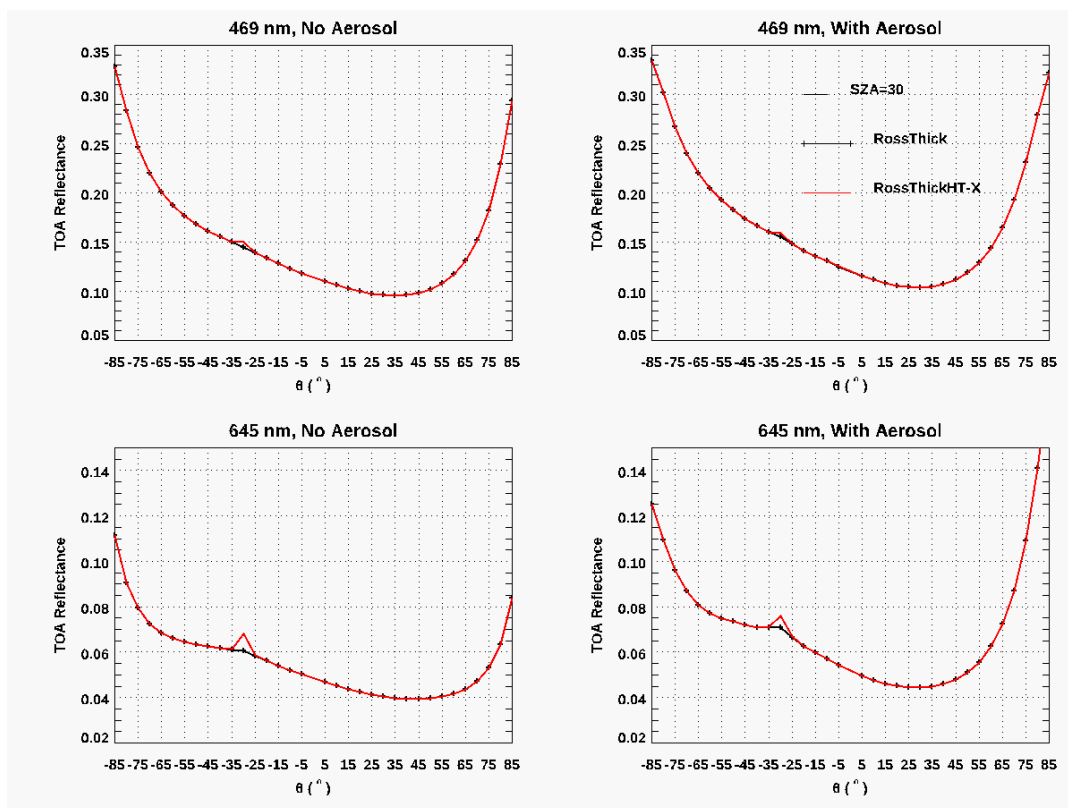 469 nm, No Aerosol
0.35
0.30
0.25
0.20
0.15
0.10
0.05
TOA Reflectance
-85 -75 -65 -55 -45 -35 -25 -15 -5 5 15 25 35 45 55 65 75 85
θ ( ° )
469 nm, With Aerosol
SZA=30
RossThick
RossThickHT-X
0.35
0.30
0.25
0.20
0.15
0.10
0.05
TOA Reflectance
-85 -75 -65 -55 -45 -35 -25 -15 -5 5 15 25 35 45 55 65 75 85
θ ( ° )
645 nm, No Aerosol
0.14
0.12
0.10
0.08
0.06
0.04
0.02
TOA Reflectance
-85 -75 -65 -55 -45 -35 -25 -15 -5 5 15 25 35 45 55 65 75 85
θ ( ° )
645 nm, With Aerosol
0.14
0.12
0.10
0.08
0.06
0.04
0.02
TOA Reflectance
-85 -75 -65 -55 -45 -35 -25 -15 -5 5 15 25 35 45 55 65 75 85
θ ( ° )